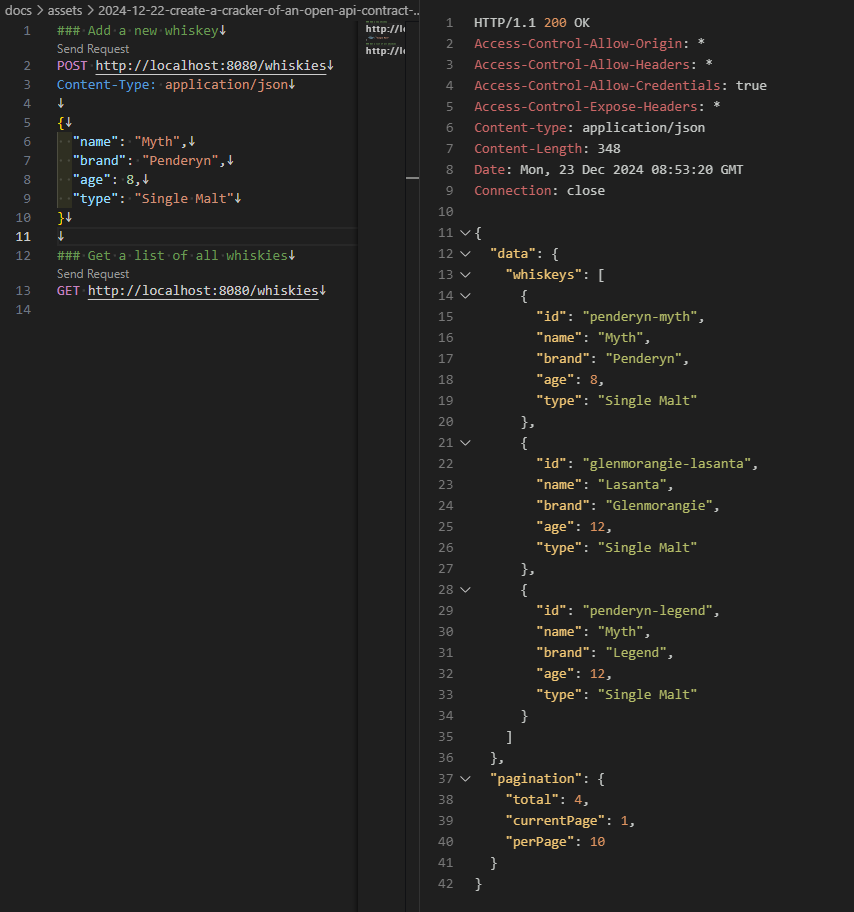 docs > assets > 2024-12-22-create-a-cracker-of-an-open-api-contract-...
1 ### Add a new whiskey↓
Send Request
2 POST http://localhost:8080/whiskies↓
3 Content-Type: application/json↓
4 ↓
5 {↓
6 "name": "Myth",↓
7 "brand": "Penderyn",↓
8 "age": 8,↓
9 "type": "Single Malt"↓
10 }↓
11 ↓
12 ### Get a list of all whiskies↓
Send Request
13 GET http://localhost:8080/whiskies↓
14
1 HTTP/1.1 200 OK
2 Access-Control-Allow-Origin: *
3 Access-Control-Allow-Headers: *
4 Access-Control-Allow-Credentials: true
5 Access-Control-Expose-Headers: *
6 Content-type: application/json
7 Content-Length: 348
8 Date: Mon, 23 Dec 2024 08:53:20 GMT
9 Connection: close
10
11 {
12 "data": {
13 "whiskeys": [
14 {
15 "id": "penderyn-myth",
16 "name": "Myth",
17 "brand": "Penderyn",
18 "age": 8,
19 "type": "Single Malt"
20 },
21 {
22 "id": "glenmorangie-lasanta",
23 "name": "Lasanta",
24 "brand": "Glenmorangie",
25 "age": 12,
26 "type": "Single Malt"
27 },
28 {
29 "id": "penderyn-legend",
30 "name": "Myth",
31 "brand": "Legend",
32 "age": 12,
33 "type": "Single Malt"
34 }
35 ]
36 },
37 "pagination": {
38 "total": 4,
39 "currentPage": 1,
40 "perPage": 10
41 }
42 }